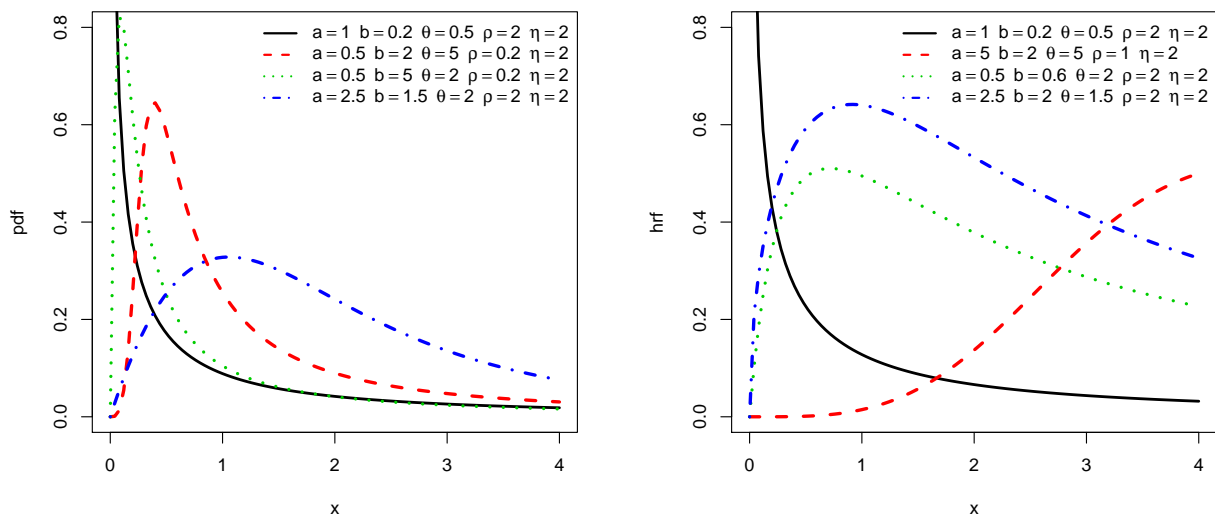 a = 1 b = 0.2 θ = 0.5 ρ = 2 η = 2
a = 0.5 b = 2 θ = 5 ρ = 0.2 η = 2
a = 0.5 b = 5 θ = 2 ρ = 0.2 η = 2
a = 2.5 b = 1.5 θ = 2 ρ = 2 η = 2
0.8
0.6
0.4
0.2
0.0
pdf
0 1 2 3 4
x
a = 1 b = 0.2 θ = 0.5 ρ = 2 η = 2
a = 5 b = 2 θ = 5 ρ = 1 η = 2
a = 0.5 b = 0.6 θ = 2 ρ = 2 η = 2
a = 2.5 b = 2 θ = 1.5 ρ = 2 η = 2
0.8
0.6
0.4
0.2
0.0
hrf
0 1 2 3 4
x